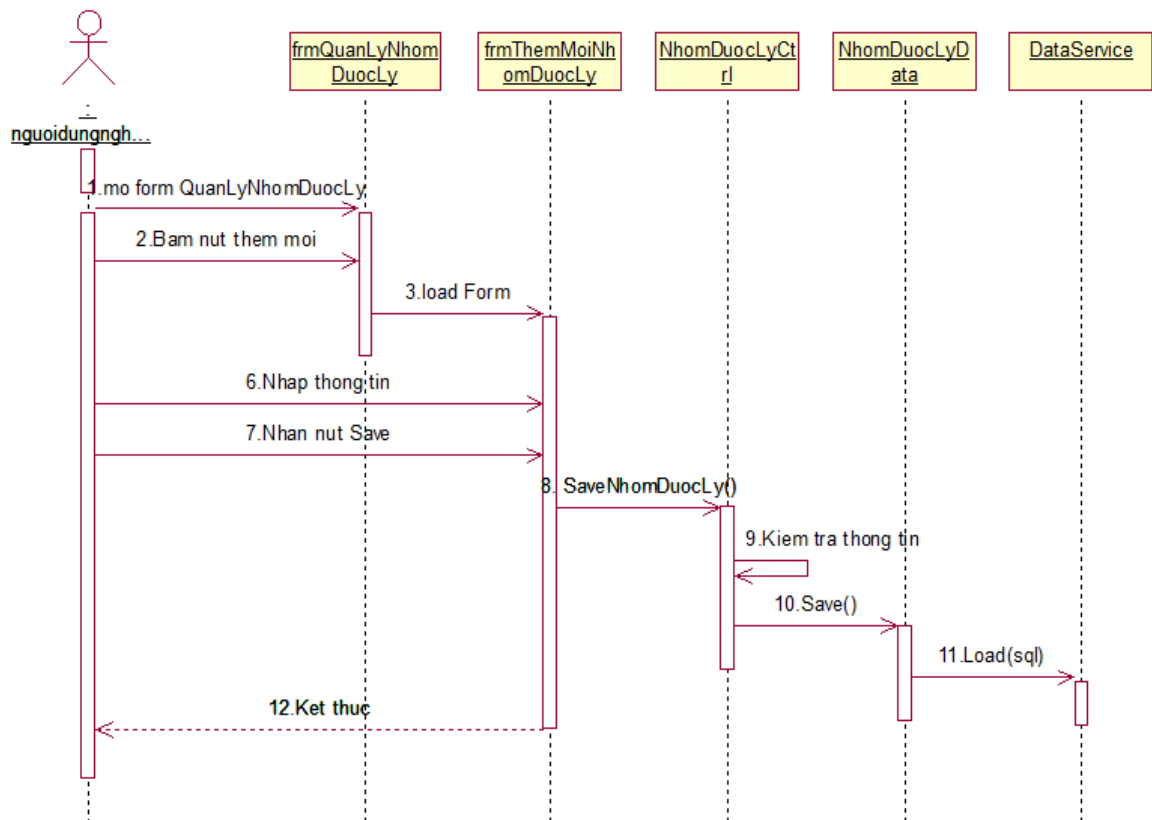 frmQuanLyNhom
DuocLy
frmThemMoiNh
omDuocLy
NhomDuocLyCt
rl
NhomDuocLyD
ata
DataService
:
nguoidungngh...
1.mo form QuanLyNhomDuocLy
2.Bam nut them moi
3.load Form
6.Nhap thong tin
7.Nhan nut Save
8. SaveNhomDuocLy()
9.Kiem tra thong tin
10.Save()
11.Load(sql)
12.Ket thuc